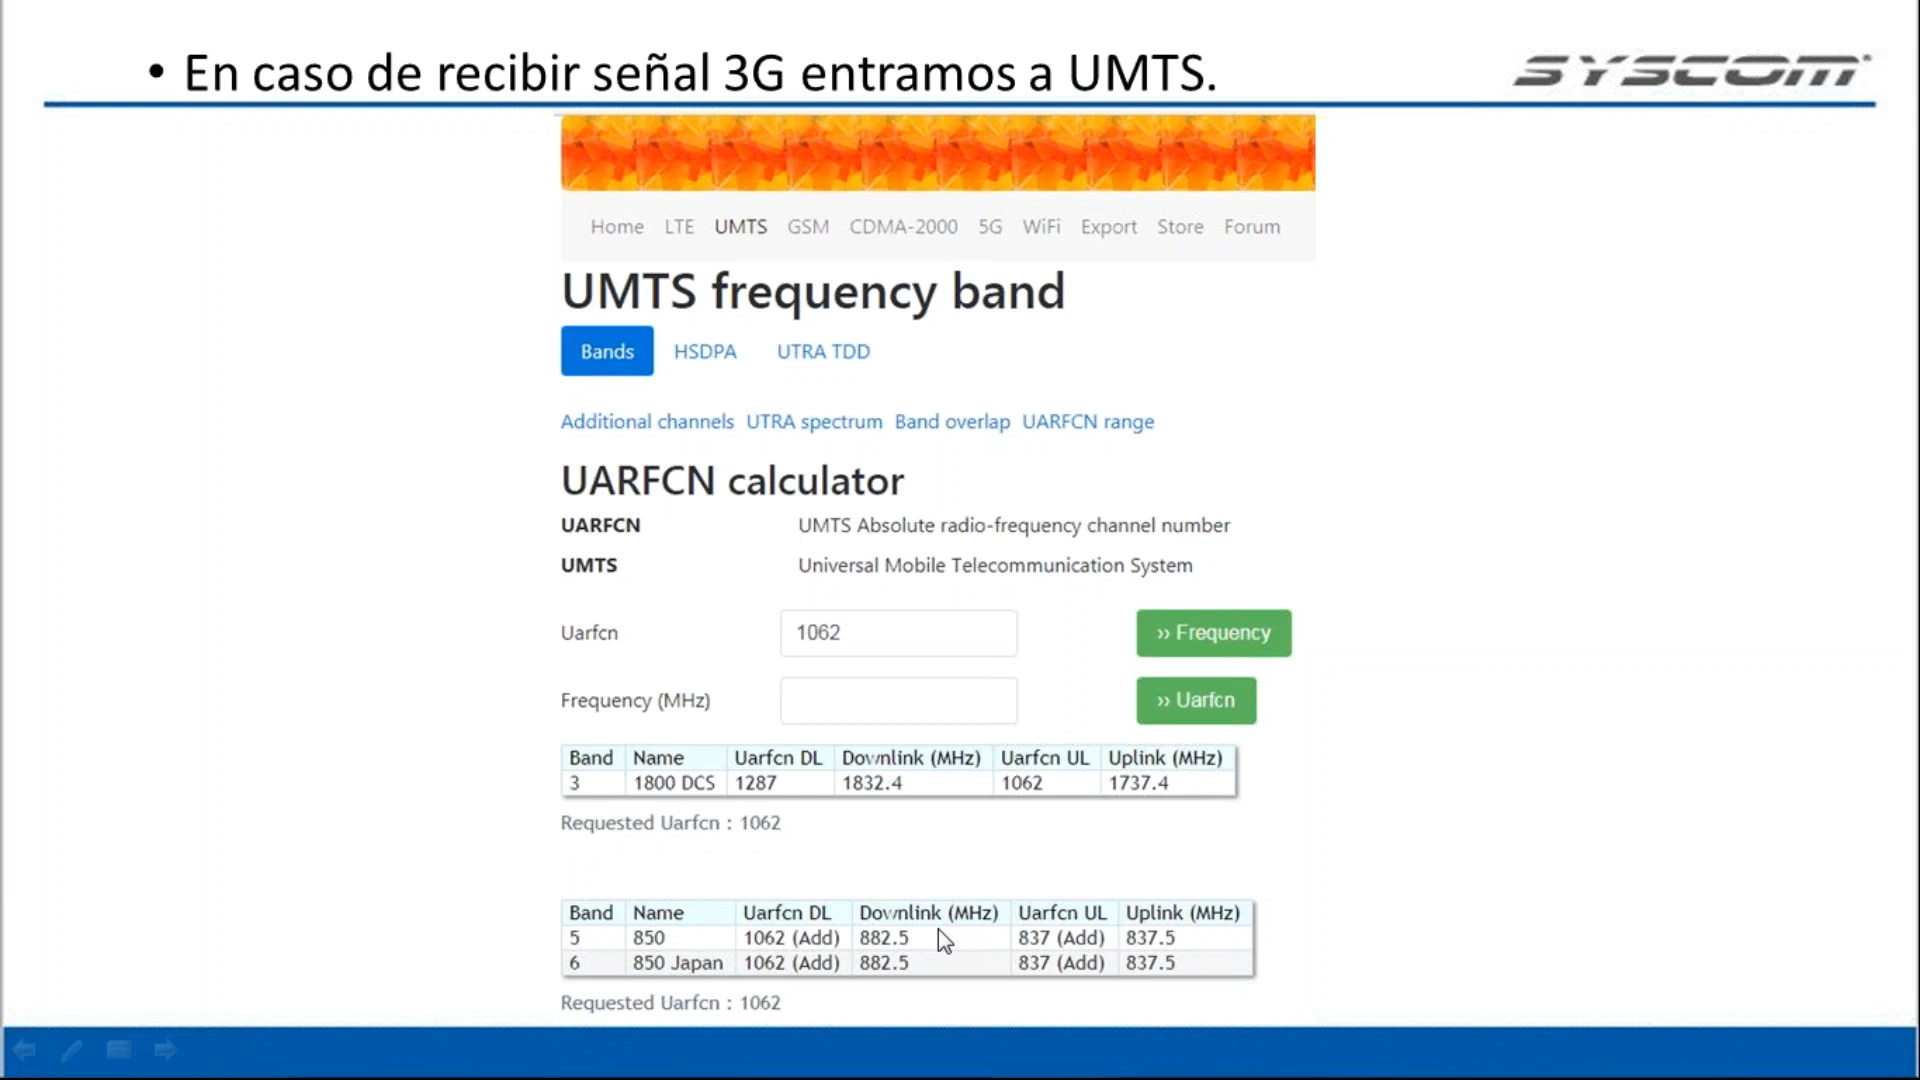 • En caso de recibir señal 3G entramos a UMTS.
SYSCOM
Home LTE UMTS GSM CDMA-2000 5G WiFi Export Store Forum
UMTS frequency band
Bands HSDPA UTRA TDD
Additional channels UTRA spectrum Band overlap UARFCN range
UARFCN calculator
UARFCN UMTS Absolute radio-frequency channel number
UMTS Universal Mobile Telecommunication System
Uarfcn 1062 ›› Frequency
Frequency (MHz) ›› Uarfcn
Band Name Uarfcn DL Downlink (MHz) Uarfcn UL Uplink (MHz)
3 1800 DCS 1287 1832.4 1062 1737.4
Requested Uarfcn : 1062
Band Name Uarfcn DL Downlink (MHz) Uarfcn UL Uplink (MHz)
5 850 1062 (Add) 882.5 837 (Add) 837.5
6 850 Japan 1062 (Add) 882.5 837 (Add) 837.5
Requested Uarfcn : 1062